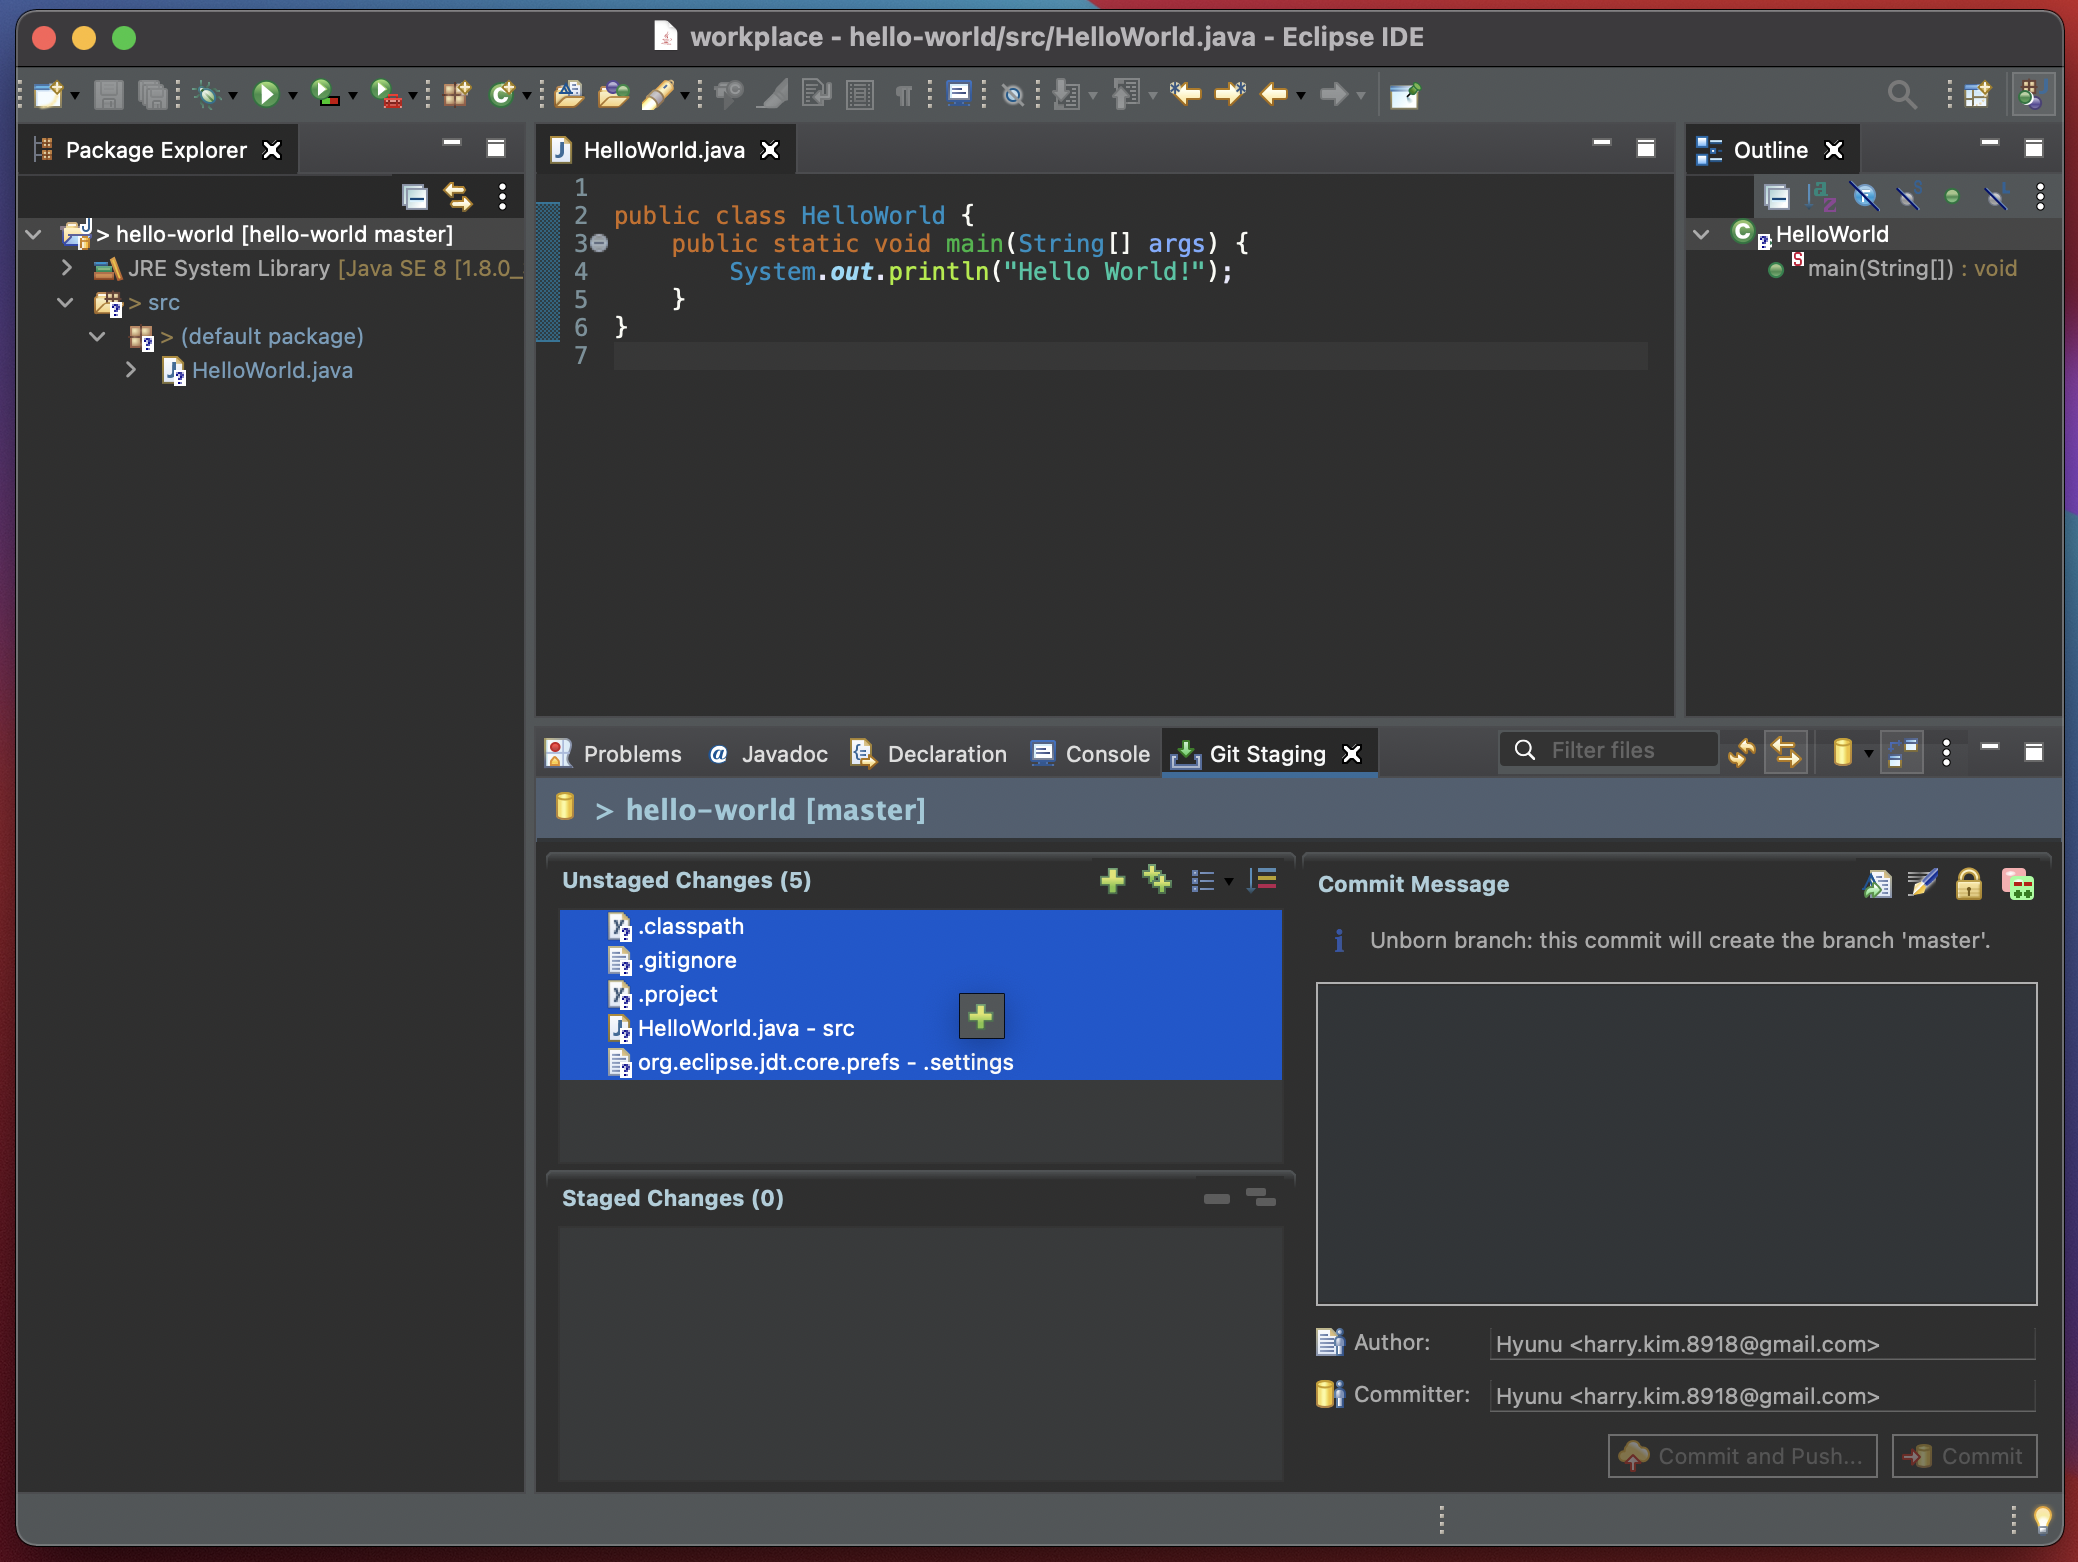 workplace - hello-world/src/HelloWorld.java - Eclipse IDE
Package Explorer
> hello-world [hello-world master]
JRE System Library [Java SE 8 [1.8.0_
> src
> (default package)
HelloWorld.java
HelloWorld.java
1
2 public class HelloWorld {
3 public static void main(String[] args) {
4 System.out.println("Hello World!");
5 }
6 }
7
Outline
HelloWorld
main(String[]) : void
Problems
@ Javadoc
Declaration
Console
Git Staging
Filter files
> hello-world [master]
Unstaged Changes (5)
.classpath
.gitignore
.project
HelloWorld.java - src
org.eclipse.jdt.core.prefs - .settings
Staged Changes (0)
Commit Message
Unborn branch: this commit will create the branch 'master'.
Author: Hyunu <harry.kim.8918@gmail.com>
Committer: Hyunu <harry.kim.8918@gmail.com>
Commit and Push...
Commit